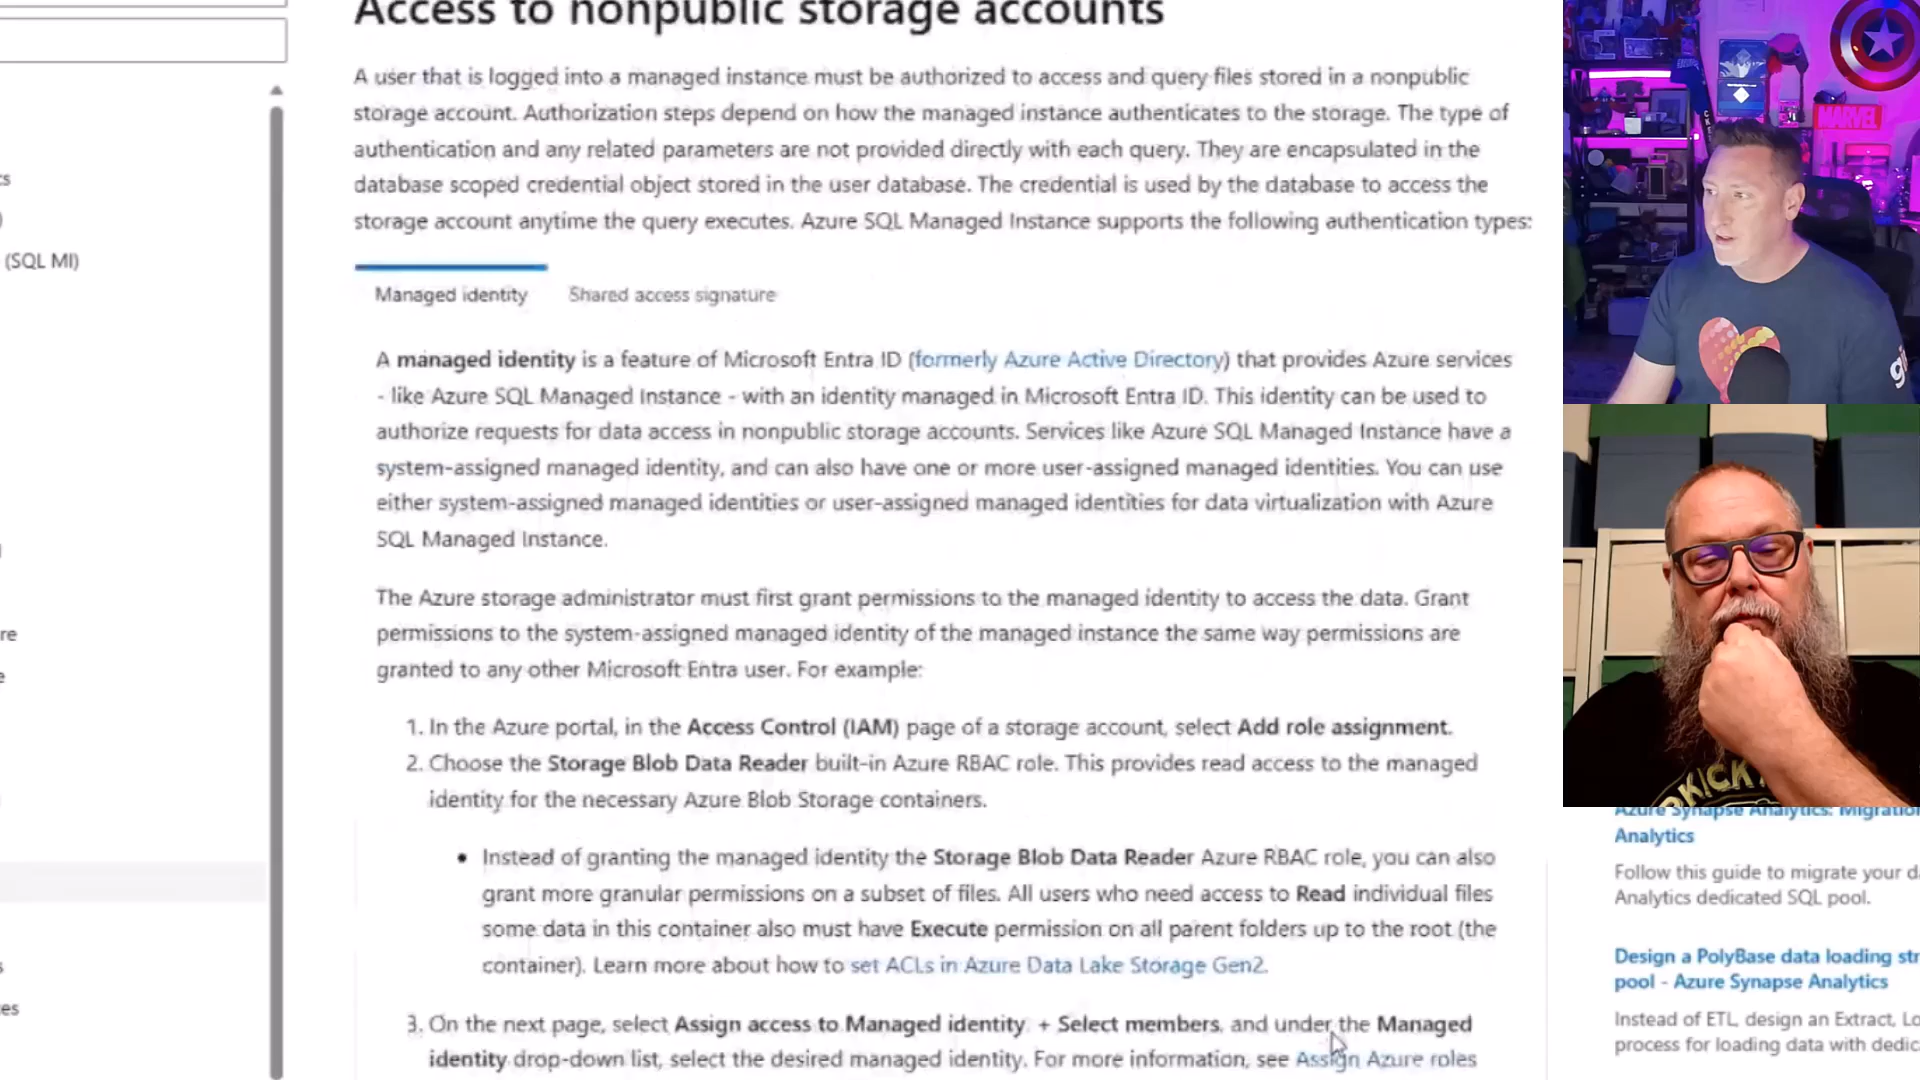 Access to nonpublic storage accounts
A user that is logged into a managed instance must be authorized to access and query files stored in a nonpublic
storage account. Authorization steps depend on how the managed instance authenticates to the storage. The type of
authentication and any related parameters are not provided directly with each query. They are encapsulated in the
database scoped credential object stored in the user database. The credential is used by the database to access the
storage account anytime the query executes. Azure SQL Managed Instance supports the following authentication types:
(SQL MI)
Managed identity Shared access signature
A managed identity is a feature of Microsoft Entra ID (formerly Azure Active Directory) that provides Azure services
- like Azure SQL Managed Instance - with an identity managed in Microsoft Entra ID. This identity can be used to
authorize requests for data access in nonpublic storage accounts. Services like Azure SQL Managed Instance have a
system-assigned managed identity, and can also have one or more user-assigned managed identities. You can use
either system-assigned managed identities or user-assigned managed identities for data virtualization with Azure
SQL Managed Instance.
The Azure storage administrator must first grant permissions to the managed identity to access the data. Grant
permissions to the system-assigned managed identity of the managed instance the same way permissions are
granted to any other Microsoft Entra user. For example:
1. In the Azure portal, in the Access Control (IAM) page of a storage account, select Add role assignment.
2. Choose the Storage Blob Data Reader built-in Azure RBAC role. This provides read access to the managed
identity for the necessary Azure Blob Storage containers.
• Instead of granting the managed identity the Storage Blob Data Reader Azure RBAC role, you can also
grant more granular permissions on a subset of files. All users who need access to Read individual files
some data in this container also must have Execute permission on all parent folders up to the root (the
container). Learn more about how to set ACLs in Azure Data Lake Storage Gen2.
3. On the next page, select Assign access to Managed identity + Select members, and under the Managed
identity drop-down list, select the desired managed identity. For more information, see Assign Azure roles
MARVEL
Azure Synapse Analytics: Migratio
Analytics
Follow this guide to migrate your d
Analytics dedicated SQL pool.
Design a PolyBase data loading str
pool - Azure Synapse Analytics
Instead of ETL, design an Extract, Lo
process for loading data with dedic